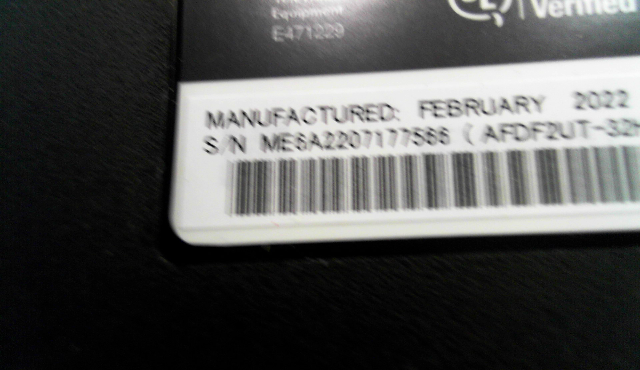 Verified
Equipment
E471229
MANUFACTURED: FEBRUARY 2022
S/N ME6A2207177566 ( AFDF2UT-32